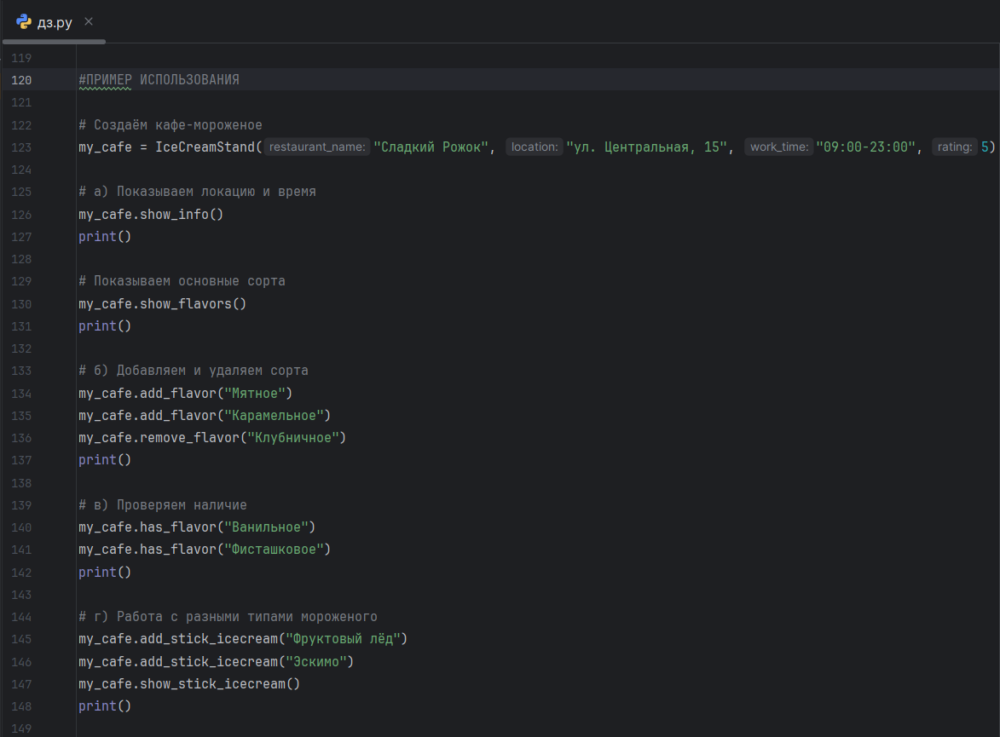 дз.py
119
120 #ПРИМЕР ИСПОЛЬЗОВАНИЯ
121
122 # Создаём кафе-мороженое
123 my_cafe = IceCreamStand( restaurant_name: "Сладкий Рожок", location: "ул. Центральная, 15", work_time: "09:00-23:00", rating: 5)
124
125 # а) Показываем локацию и время
126 my_cafe.show_info()
127 print()
128
129 # Показываем основные сорта
130 my_cafe.show_flavors()
131 print()
132
133 # б) Добавляем и удаляем сорта
134 my_cafe.add_flavor("Мятное")
135 my_cafe.add_flavor("Карамельное")
136 my_cafe.remove_flavor("Клубничное")
137 print()
138
139 # в) Проверяем наличие
140 my_cafe.has_flavor("Ванильное")
141 my_cafe.has_flavor("Фисташковое")
142 print()
143
144 # г) Работа с разными типами мороженого
145 my_cafe.add_stick_icecream("Фруктовый лёд")
146 my_cafe.add_stick_icecream("Эскимо")
147 my_cafe.show_stick_icecream()
148 print()
149